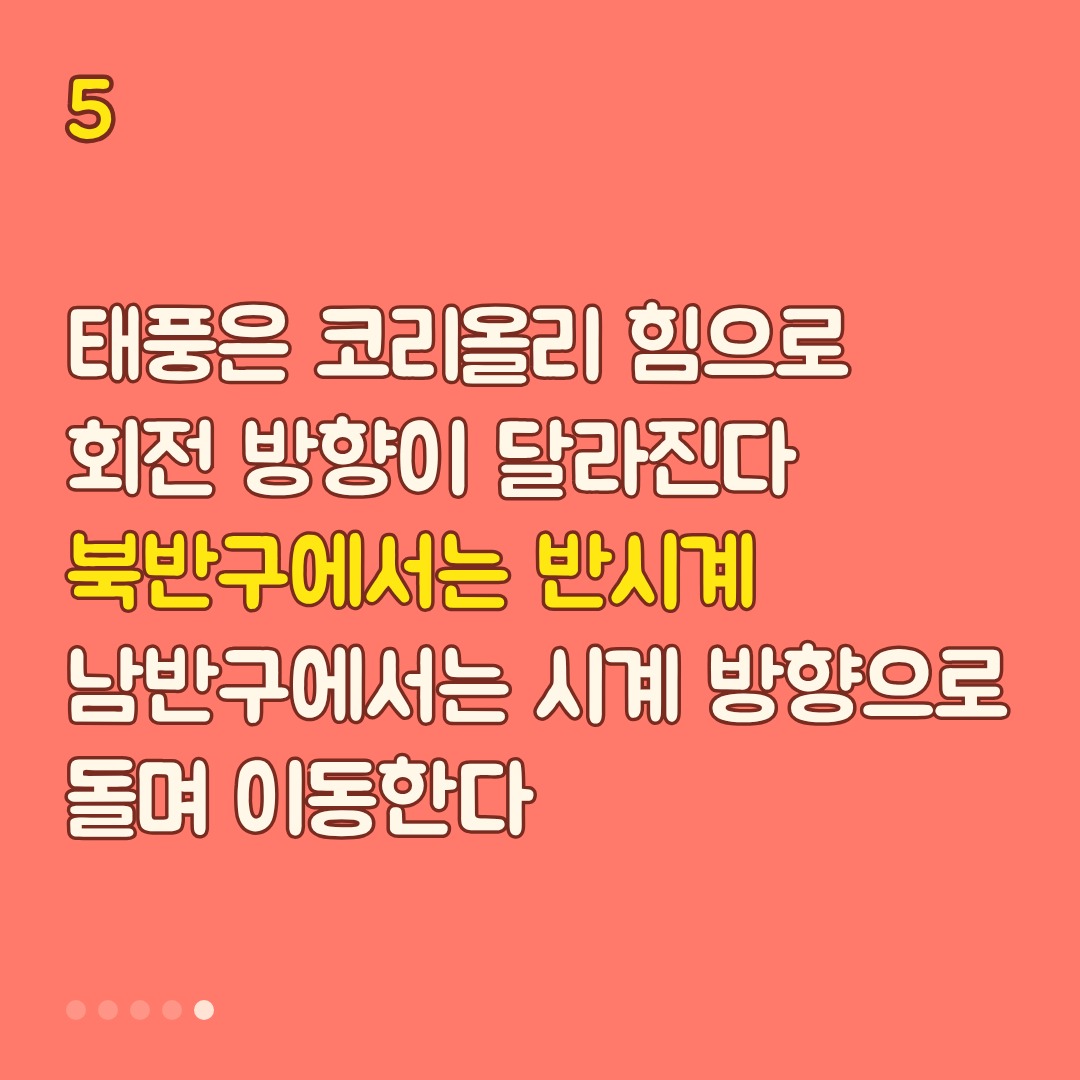 5
태풍은 코리올리 힘으로
회전 방향이 달라진다
북반구에서는 반시계
남반구에서는 시계 방향으로
돌며 이동한다